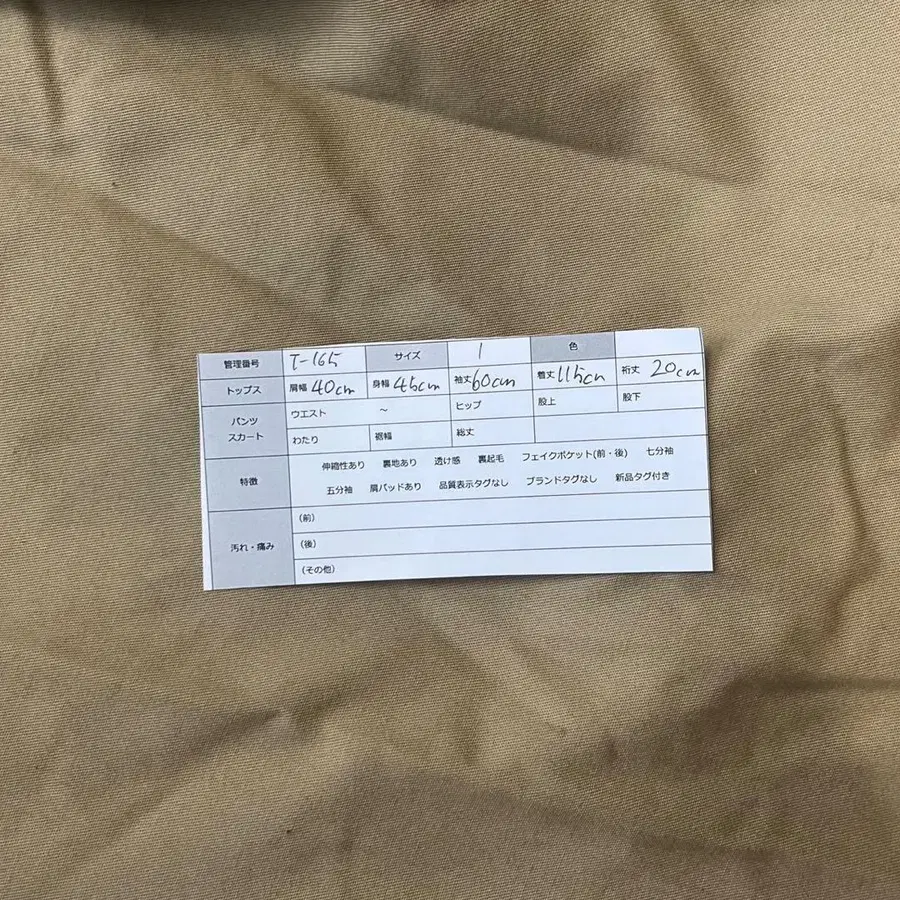 管理番号 T-165 サイズ 1 色
トップス 肩幅 40cm 身幅 45cm 袖丈 60cm 着丈 115cm 裄丈 20cm
パンツ スカート ウエスト ～ ヒップ 股上 股下
わたり 裾幅 総丈
特徴 伸縮性あり 裏地あり 透け感 裏起毛 フェイクポケット(前・後) 七分袖
五分袖 肩パッドあり 品質表示タグなし ブランドタグなし 新品タグ付き
汚れ・痛み (前)
(後)
(その他)